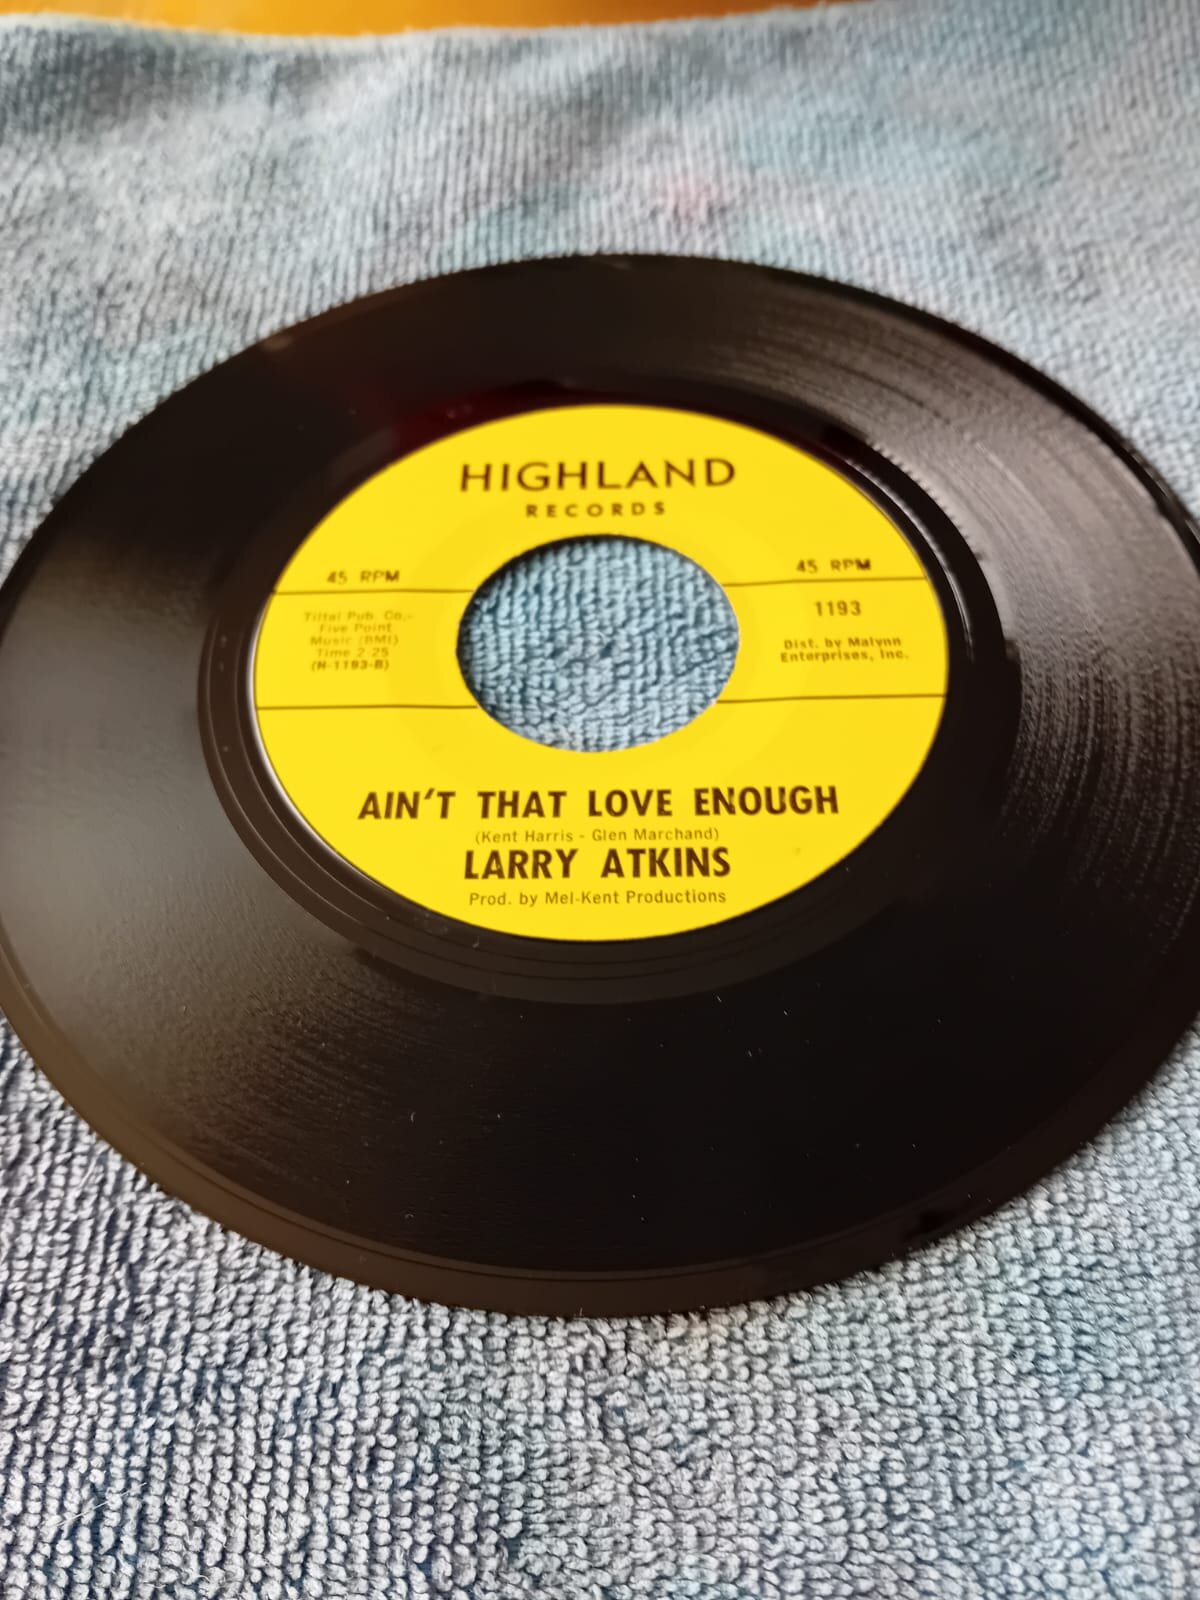 HIGHLAND
RECORDS
45 RPM
45 RPM
Tiftal Pub. Co.,-
Five Point
Music (BMI)
Time 2:25
(H-1193-B)
1193
Dist. by Malynn
Enterprises, Inc.
AIN'T THAT LOVE ENOUGH
(Kent Harris - Glen Marchand)
LARRY ATKINS
Prod. by Mel-Kent Productions